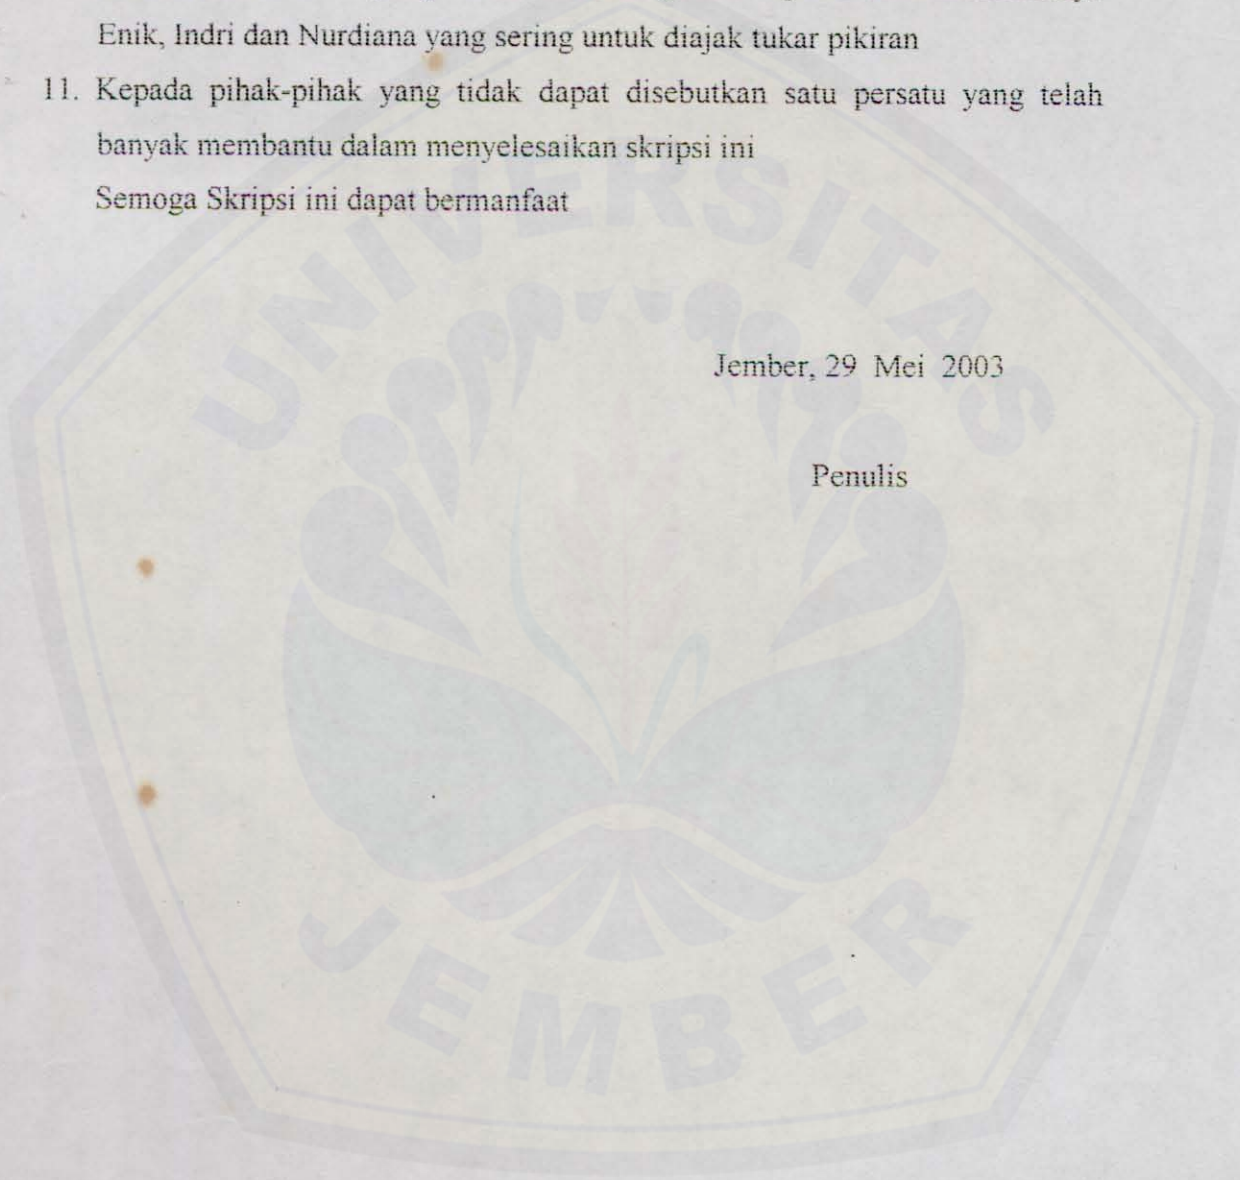 Enik, Indri dan Nurdiana yang sering untuk diajak tukar pikiran
11. Kepada pihak-pihak yang tidak dapat disebutkan satu persatu yang telah
banyak membantu dalam menyelesaikan skripsi ini
Semoga Skripsi ini dapat bermanfaat
UNIVERSITAS
Jember, 29 Mei 2003
Penulis
JEMBER